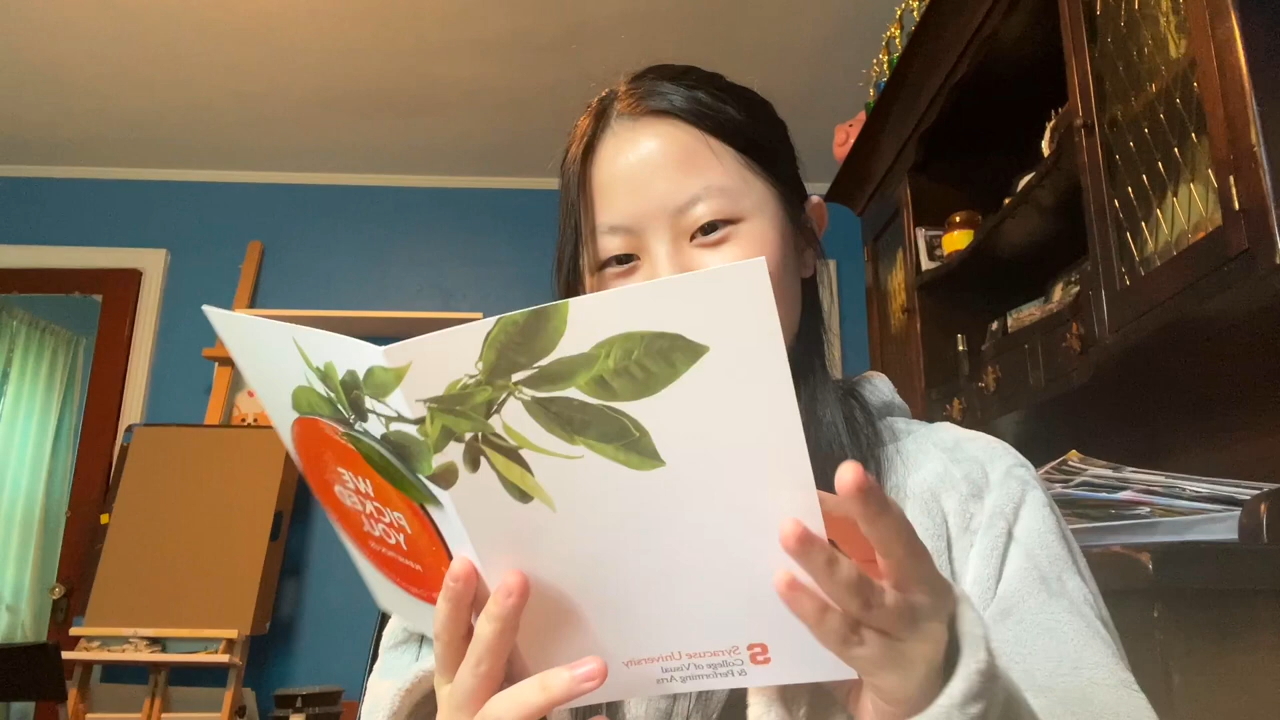 WE
PICKED
YOU.
S
Syracuse University
College of Visual
& Performing Arts